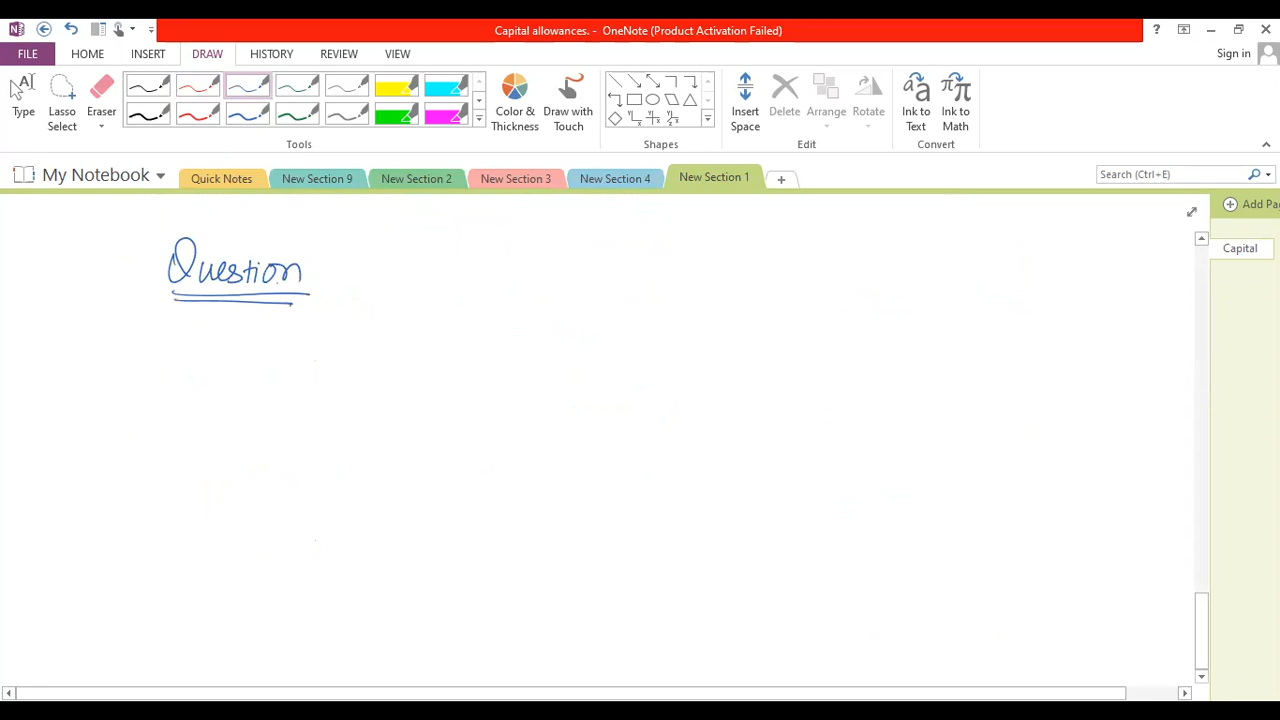 Capital allowances. - OneNote (Product Activation Failed)
?
FILE HOME INSERT DRAW HISTORY REVIEW VIEW
Sign in
Type
Lasso Select
Eraser
Color & Thickness
Draw with Touch
Insert Space
Delete
Arrange
Rotate
Ink to Text
Ink to Math
Tools
Shapes
Edit
Convert
My Notebook
Quick Notes New Section 9 New Section 2 New Section 3 New Section 4 New Section 1
Search (Ctrl+E)
Add Pag
Capital
Question